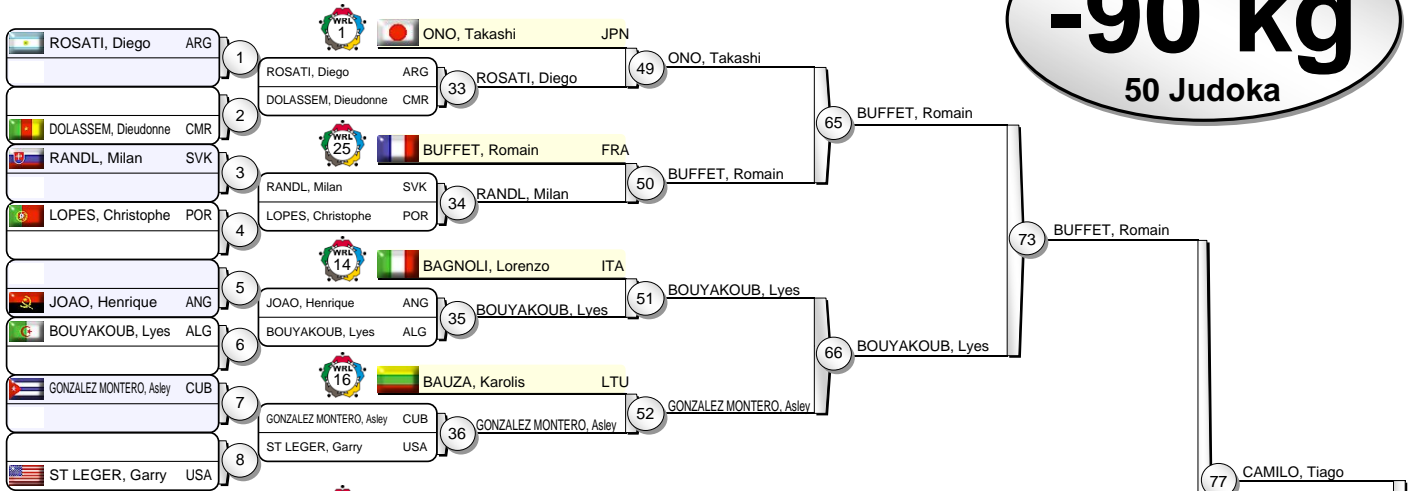 -90 kg
50 Judoka
ROSATI, Diego ARG
1
DOLASSEM, Dieudonne CMR
2
RANDL, Milan SVK
3
LOPES, Christophe POR
4
JOAO, Henrique ANG
5
BOUYAKOUB, Lyes ALG
6
GONZALEZ MONTERO, Asley CUB
7
ST LEGER, Garry USA
8
WRL 1
ONO, Takashi JPN
ROSATI, Diego ARG
DOLASSEM, Dieudonne CMR
33
ROSATI, Diego
WRL 25
BUFFET, Romain FRA
RANDL, Milan SVK
LOPES, Christophe POR
34
RANDL, Milan
WRL 14
BAGNOLI, Lorenzo ITA
JOAO, Henrique ANG
BOUYAKOUB, Lyes ALG
35
BOUYAKOUB, Lyes
WRL 16
BAUZA, Karolis LTU
GONZALEZ MONTERO, Asley CUB
ST LEGER, Garry USA
36
GONZALEZ MONTERO, Asley
49
ONO, Takashi
50
BUFFET, Romain
51
BOUYAKOUB, Lyes
52
GONZALEZ MONTERO, Asley
65
BUFFET, Romain
66
BOUYAKOUB, Lyes
73
BUFFET, Romain
77
CAMILO, Tiago